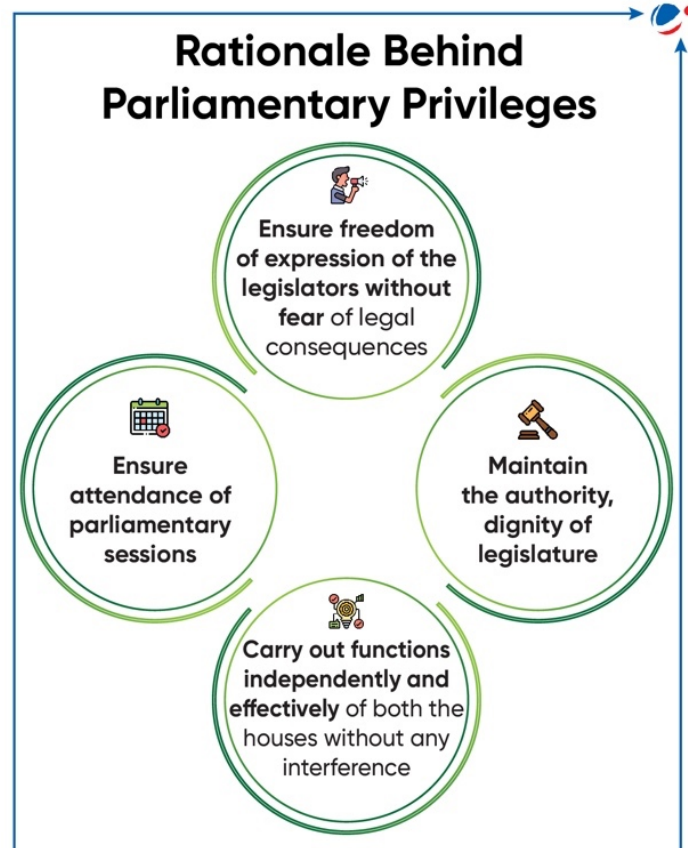 Rationale Behind
Parliamentary Privileges
Ensure freedom
of expression of the
legislators without
fear of legal
consequences
Ensure
attendance of
parliamentary
sessions
Maintain
the authority,
dignity of
legislature
Carry out functions
independently and
effectively of both the
houses without any
interference